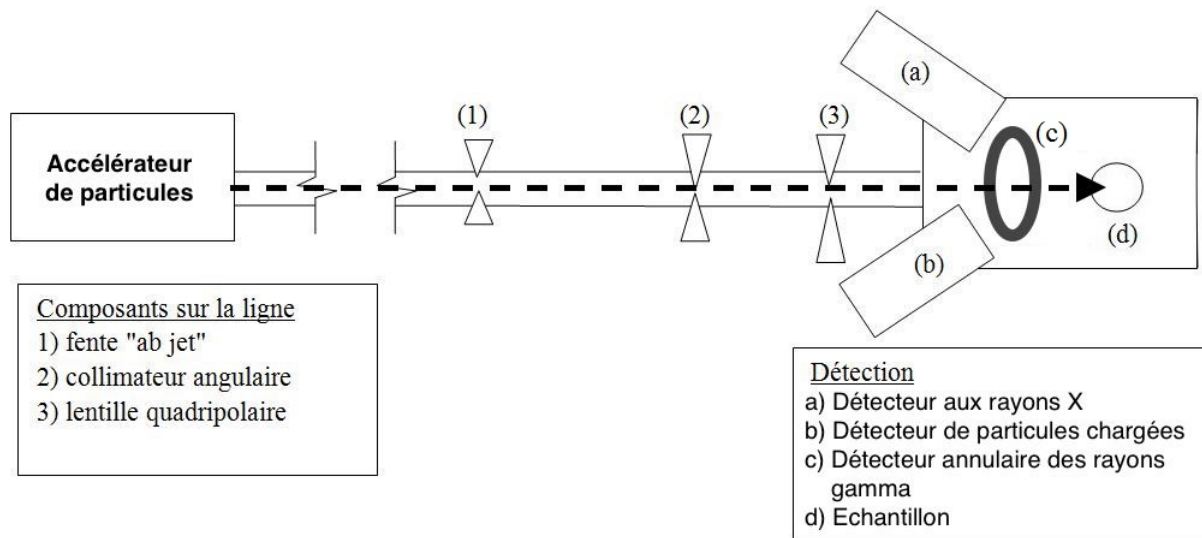 (a)
(1)
(2)
(3)
(c)
Accélérateur
de particules
(d)
(b)
Composants sur la ligne
1) fente "ab jet"
2) collimateur angulaire
3) lentille quadripolaire
Détection
a) Détecteur aux rayons X
b) Détecteur de particules chargées
c) Détecteur annulaire des rayons
gamma
d) Echantillon